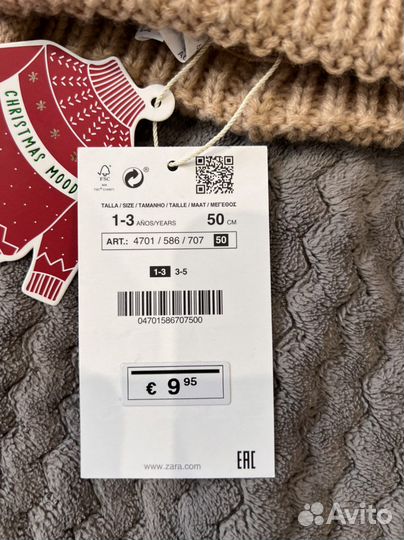 CHRISTMAS MOOD
FSC
TALLA / SIZE / TAMANHO / TAILLE / MAAT / ΜΕΓΕΘΟΣ
1-3 AÑOS/YEARS 50 CM
ART.: 4701 / 586 / 707 50
1-3 3-5
04701586707500
€ 9 95
www.zara.com
EAC
Avito